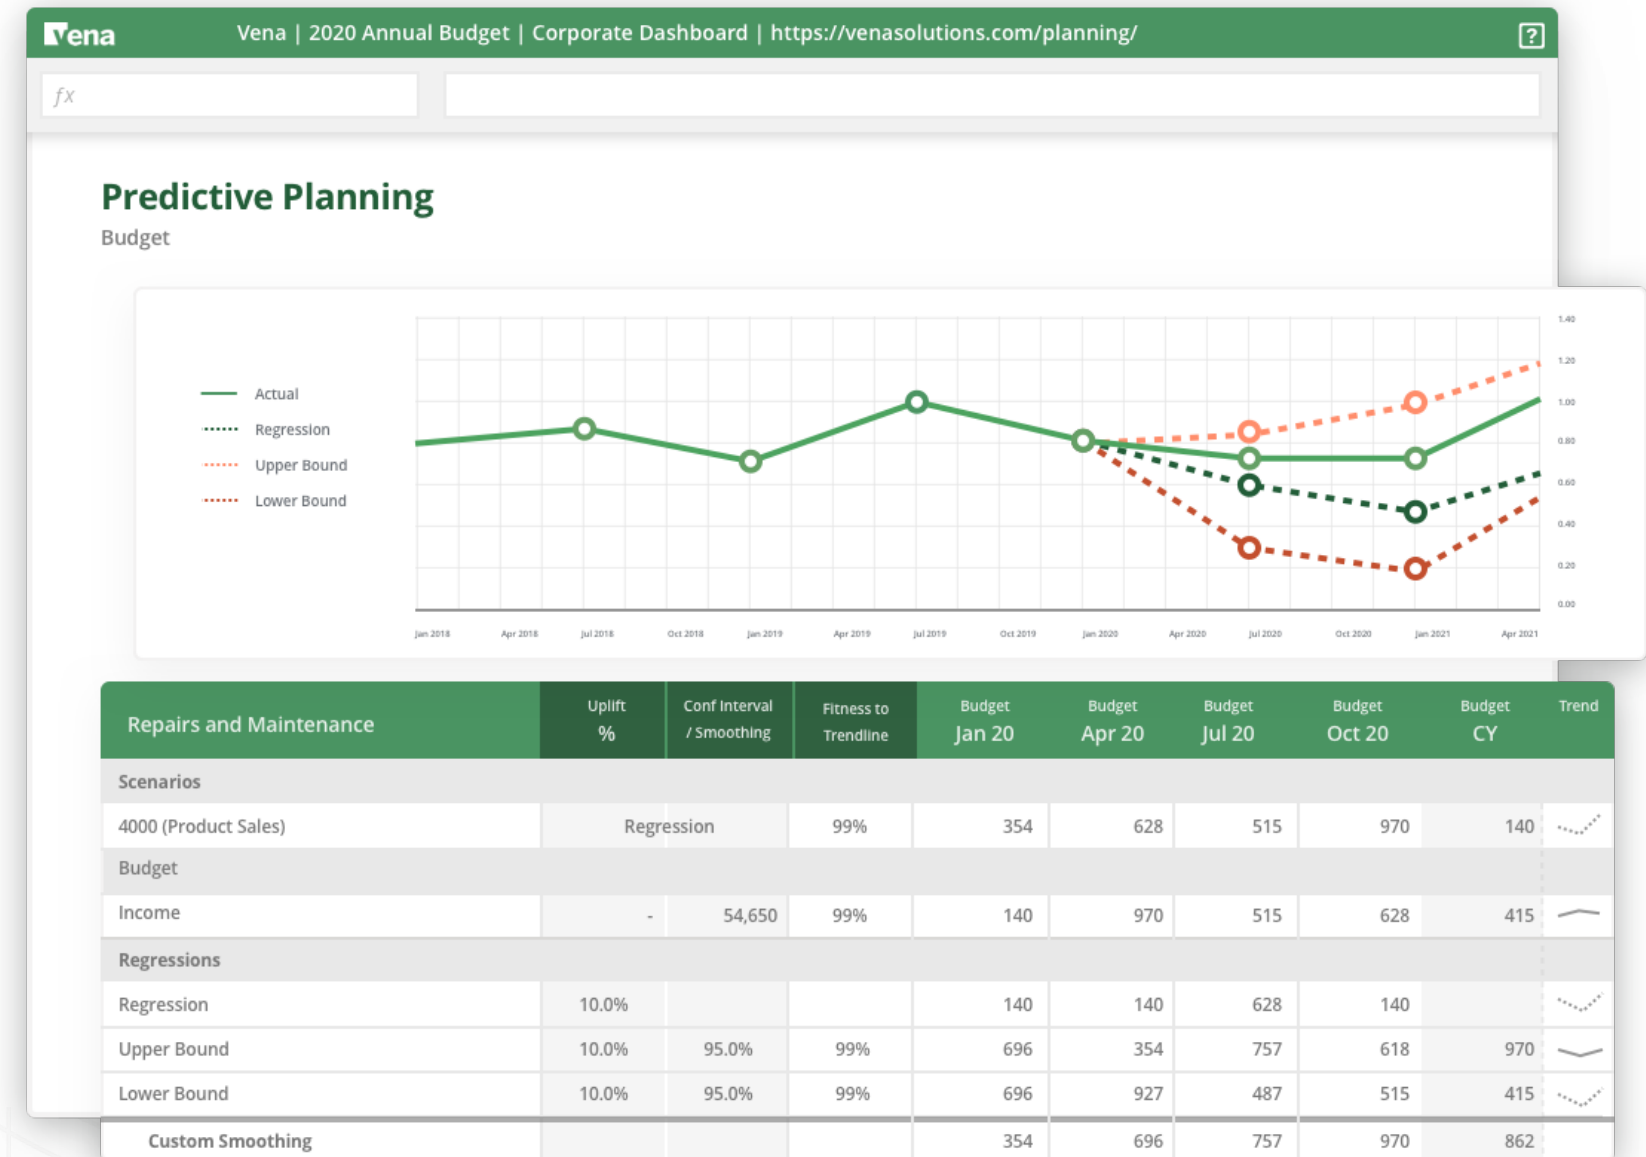 Vena
Vena | 2020 Annual Budget | Corporate Dashboard | https://venasolutions.com/planning/
?
ƒx
Predictive Planning
Budget
Actual
Regression
Upper Bound
Lower Bound
1.40
1.20
1.00
0.80
0.60
0.40
0.20
0.00
Jan 2018 Apr 2018 Jul 2018 Oct 2018 Jan 2019 Apr 2019 Jul 2019 Oct 2019 Jan 2020 Apr 2020 Jul 2020 Oct 2020 Jan 2021 Apr 2021
Repairs and Maintenance Uplift % Conf Interval / Smoothing Fitness to Trendline Budget Jan 20 Budget Apr 20 Budget Jul 20 Budget Oct 20 Budget CY Trend
Scenarios
4000 (Product Sales) Regression 99% 354 628 515 970 140
Budget
Income - 54,650 99% 140 970 515 628 415
Regressions
Regression 10.0% 140 140 628 140
Upper Bound 10.0% 95.0% 99% 696 354 757 618 970
Lower Bound 10.0% 95.0% 99% 696 927 487 515 415
Custom Smoothing 354 696 757 970 862